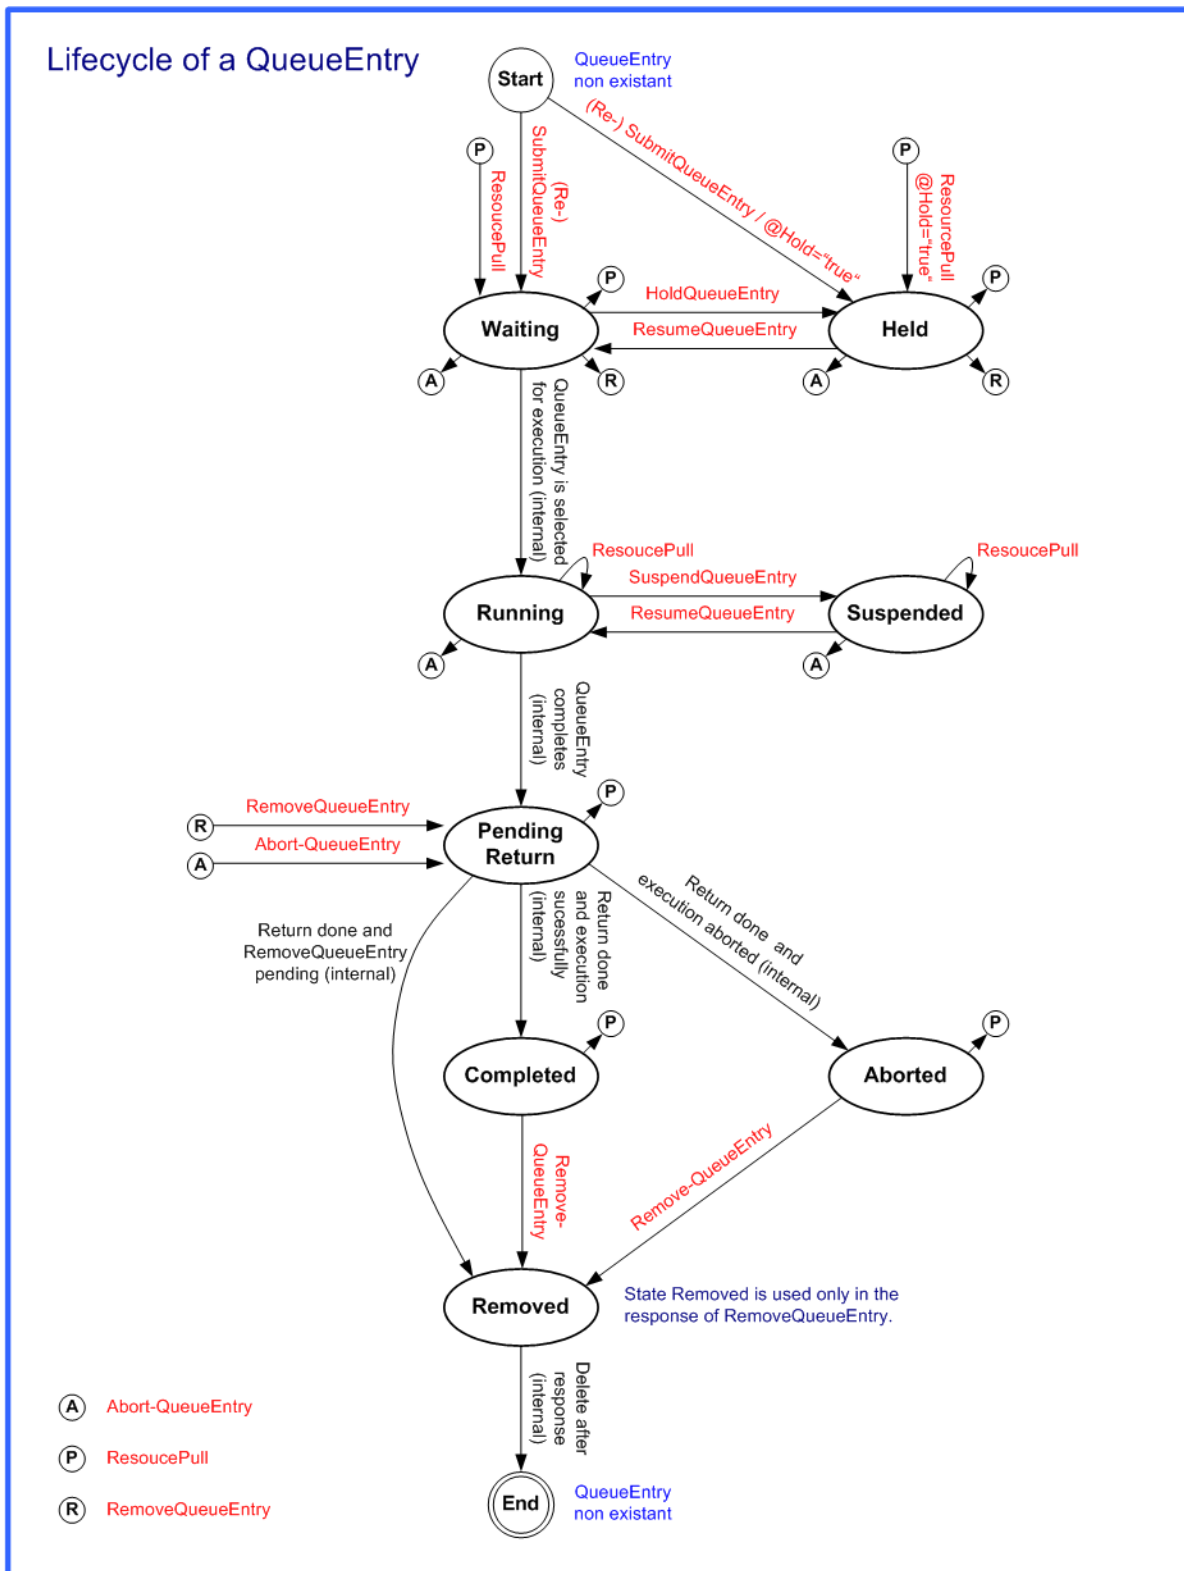 Lifecycle of a QueueEntry
Start
QueueEntry
non existant
(Re-)
SubmitQueueEntry
(Re-) SubmitQueueEntry / @Hold=“true“
P
ResoucePull
P
ResourcePull
@Hold=“true“
Waiting
P
HoldQueueEntry
ResumeQueueEntry
Held
P
A
R
A
R
QueueEntry is selected
for execution (internal)
ResoucePull
ResoucePull
Running
SuspendQueueEntry
ResumeQueueEntry
Suspended
A
A
QueueEntry
completes
(internal)
R
RemoveQueueEntry
A
Abort-QueueEntry
Pending
Return
P
Return done and
RemoveQueueEntry
pending (internal)
Return done
and execution
sucessfully
(internal)
Return done and
execution aborted (internal)
Completed
P
Aborted
P
Remove-
QueueEntry
Remove-QueueEntry
Removed
State Removed is used only in the
response of RemoveQueueEntry.
Delete after
response
(internal)
A
Abort-QueueEntry
P
ResoucePull
R
RemoveQueueEntry
End
QueueEntry
non existant